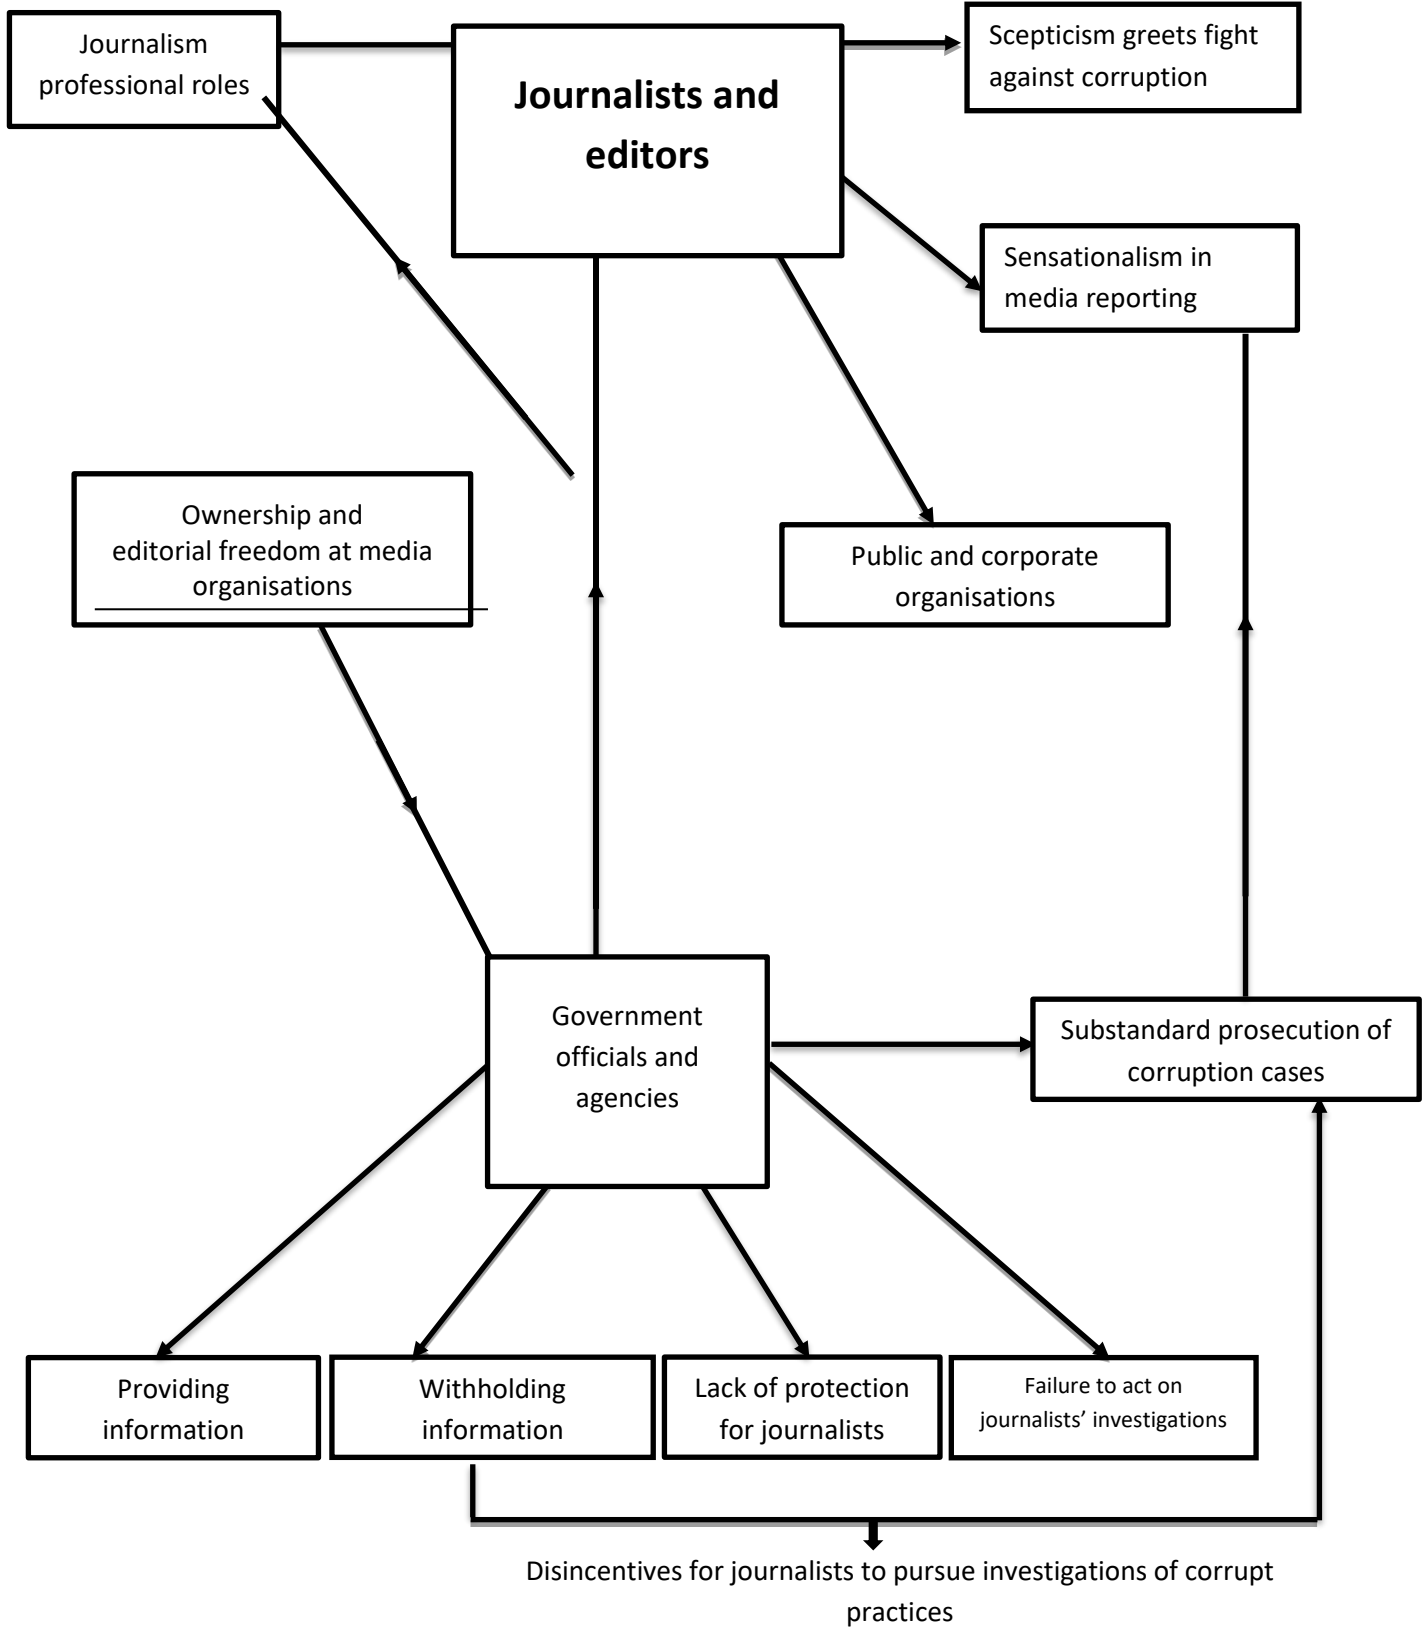 Journalism
professional roles
Journalists and
editors
Scepticism greets fight
against corruption
Sensationalism in
media reporting
Ownership and
editorial freedom at media
organisations
Public and corporate
organisations
Government
officials and
agencies
Substandard prosecution of
corruption cases
Providing
information
Withholding
information
Lack of protection
for journalists
Failure to act on
journalists’ investigations
Disincentives for journalists to pursue investigations of corrupt
practices